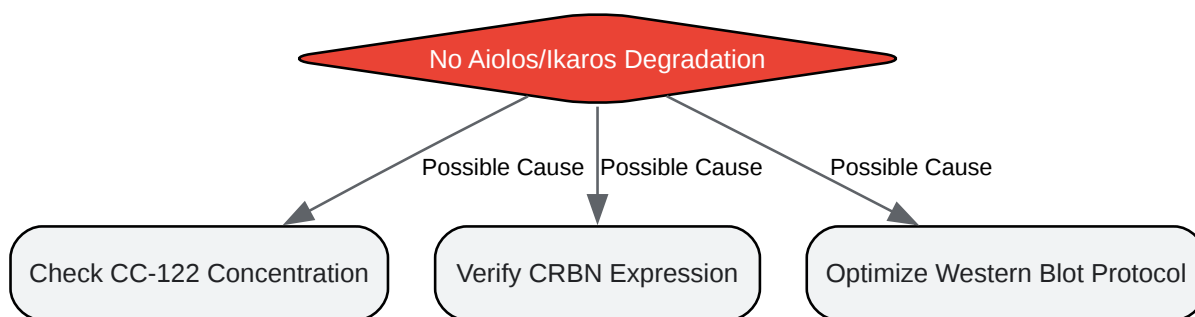 No Aiolos/Ikaros Degradation
Possible Cause
Possible Cause
Possible Cause
Check CC-122 Concentration
Verify CRBN Expression
Optimize Western Blot Protocol